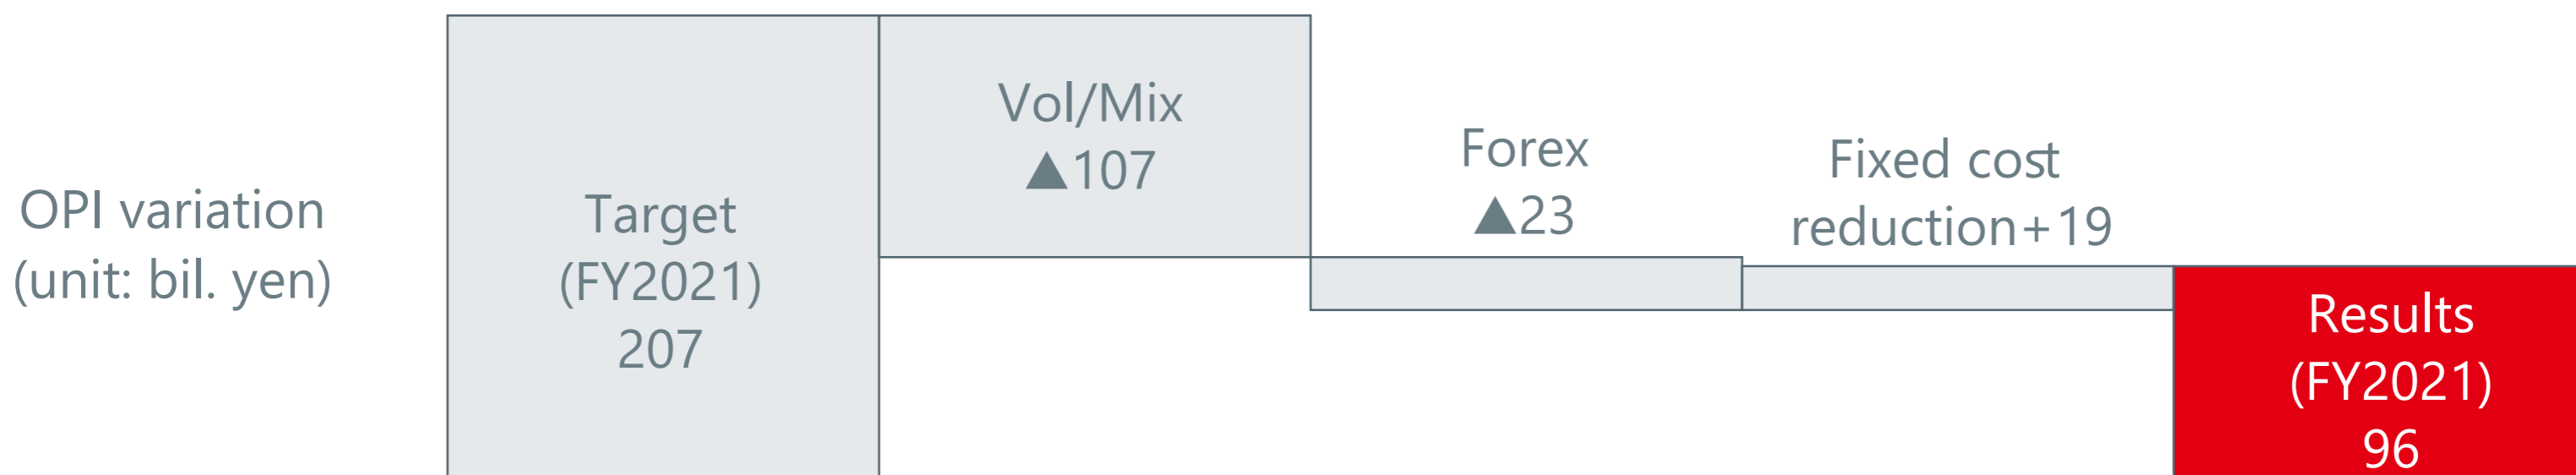 OPI variation
(unit: bil. yen)
Target
(FY2021)
207
Vol/Mix
▲107
Forex
▲23
Fixed cost
reduction+19
Results
(FY2021)
96